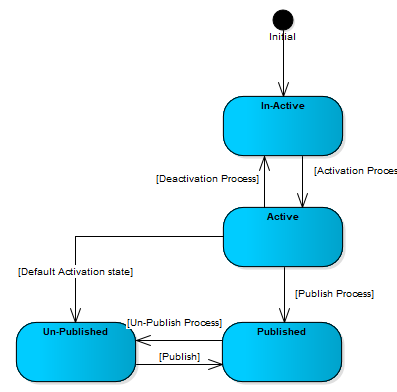 Initial
In-Active
[Deactivation Process]
[Activation Proces
Active
[Default Activation state]
[Publish Process]
[Un-Publish Process]
Un-Published
Published
[Publish]